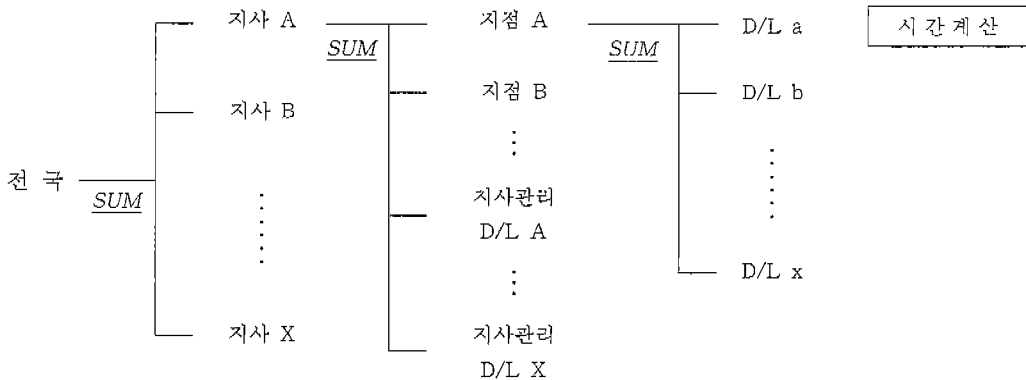 지사 A
지점 A
D/L a
시 간 계 산
SUM
SUM
지사 B
지점 B
D/L b
전 국
SUM
지사관리
D/L A
D/L x
지사 X
지사관리
D/L X